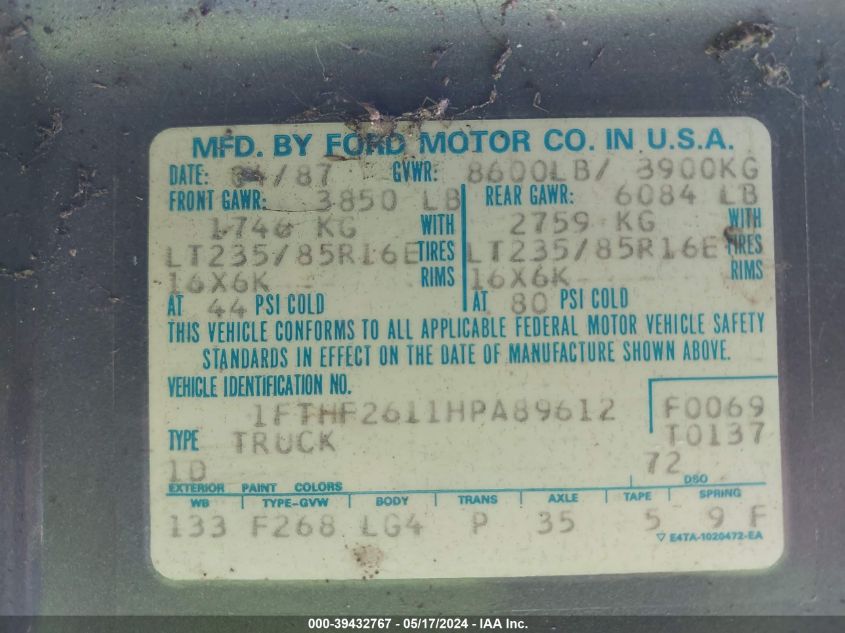 MFD. BY FORD MOTOR CO. IN U.S.A.
DATE: 04/87 GVWR: 8600LB/ 3900KG
FRONT GAWR: 3850 LB REAR GAWR: 6084 LB
1746 KG WITH 2759 KG WITH
LT235/85R16E TIRES LT235/85R16E TIRES
16X6K RIMS 16X6K RIMS
AT 44 PSI COLD AT 80 PSI COLD
THIS VEHICLE CONFORMS TO ALL APPLICABLE FEDERAL MOTOR VEHICLE SAFETY
STANDARDS IN EFFECT ON THE DATE OF MANUFACTURE SHOWN ABOVE.
VEHICLE IDENTIFICATION NO.
1FTHF2611HPA89612 F0069
TYPE TRUCK T0137
1D 72
EXTERIOR PAINT COLORS DSO
WB TYPE-GVW BODY TRANS AXLE TAPE SPRING
133 F268 LG4 P 35 5 9 F
▽ E4TA-1020472-EA
000-39432767 - 05/17/2024 - IAA Inc.